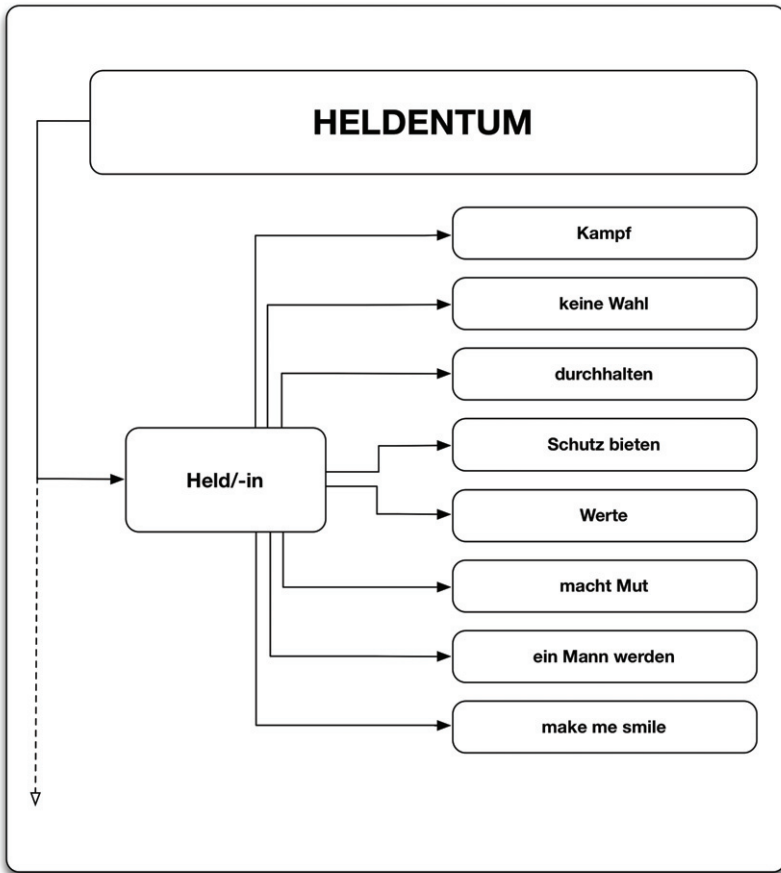 HELDENTUM
Kampf
keine Wahl
durchhalten
Schutz bieten
Held/-in
Werte
macht Mut
ein Mann werden
make me smile